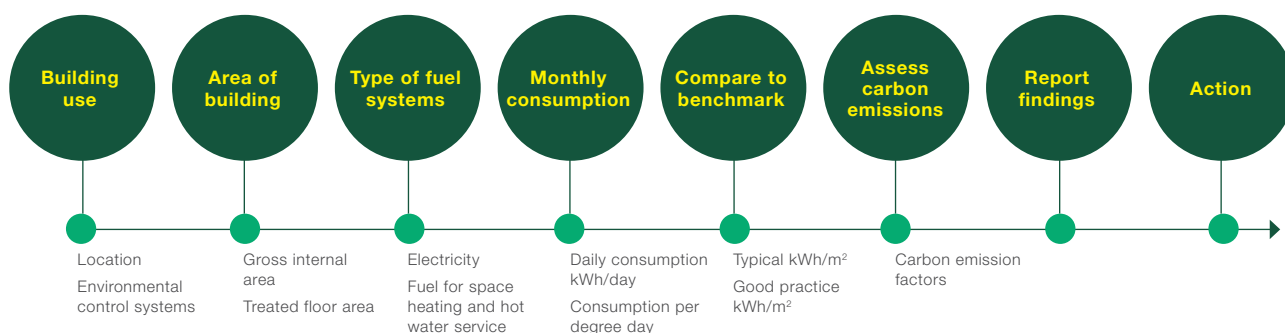 Building
use
Area of
building
Type of fuel
systems
Monthly
consumption
Compare to
benchmark
Assess
carbon
emissions
Report
findings
Action
Location
Environmental
control systems
Gross internal
area
Treated floor area
Electricity
Fuel for space
heating and hot
water service
Daily consumption
kWh/day
Consumption per
degree day
Typical kWh/m²
Good practice
kWh/m²
Carbon emission
factors